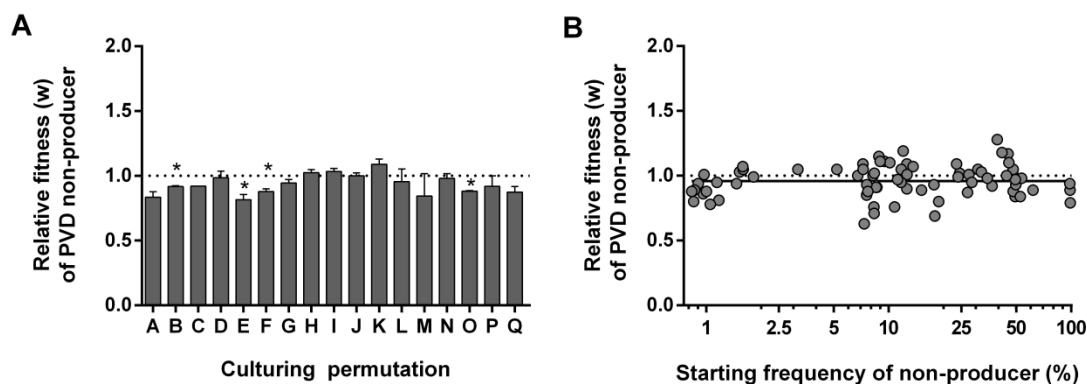 A
Relative fitness (w)
of PVD non-producer
2.0
1.5
1.0
0.5
0.0
* * * *
A B C D E F G H I J K L M N O P Q
Culturing permutation
B
Relative fitness (w)
of PVD non-producer
2.0
1.5
1.0
0.5
0.0
1 2.5 5 10 25 50 100
Starting frequency of non-producer (%)